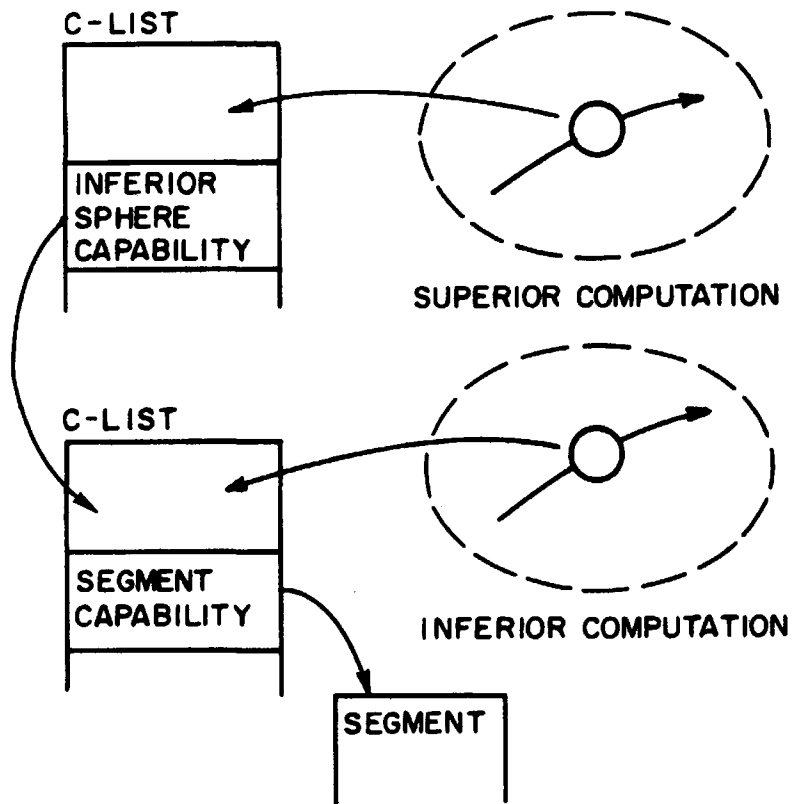 C-LIST
INFERIOR
SPHERE
CAPABILITY
SUPERIOR COMPUTATION
C-LIST
SEGMENT
CAPABILITY
INFERIOR COMPUTATION
SEGMENT